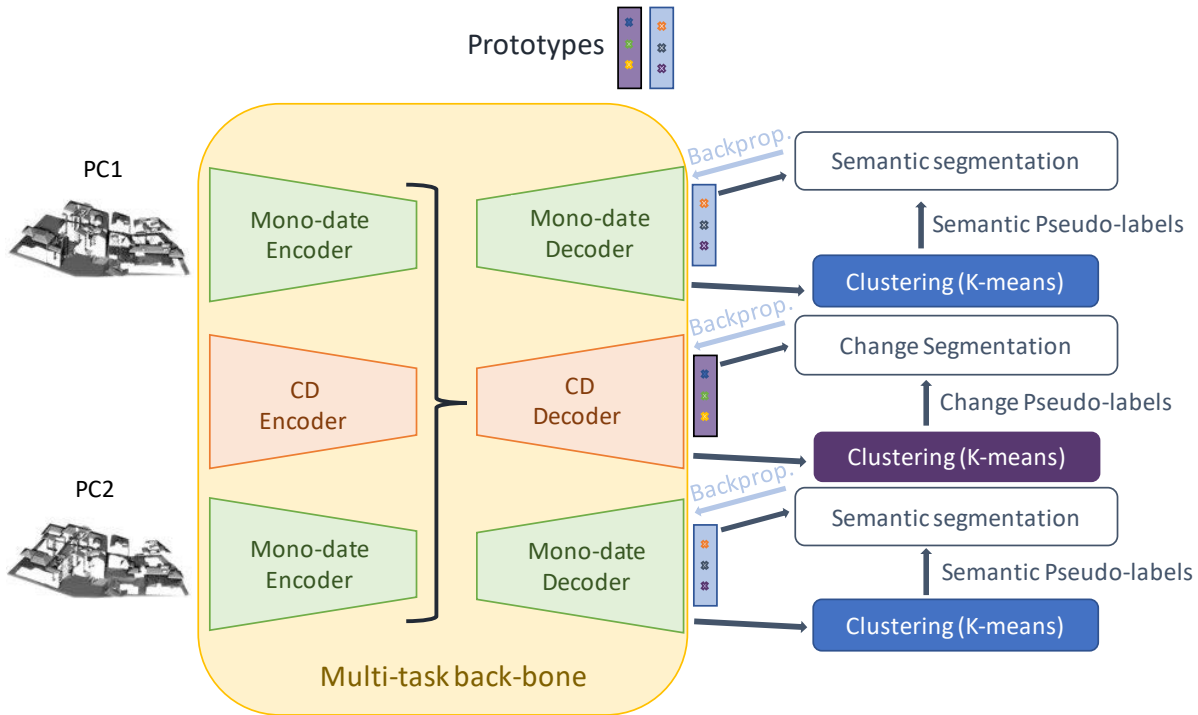 Prototypes
PC1
Mono-date
Encoder
Mono-date
Decoder
Backprop.
Semantic segmentation
Semantic Pseudo-labels
Clustering (K-means)
CD
Encoder
CD
Decoder
Backprop.
Change Segmentation
Change Pseudo-labels
Clustering (K-means)
PC2
Mono-date
Encoder
Mono-date
Decoder
Backprop.
Semantic segmentation
Semantic Pseudo-labels
Clustering (K-means)
Multi-task back-bone